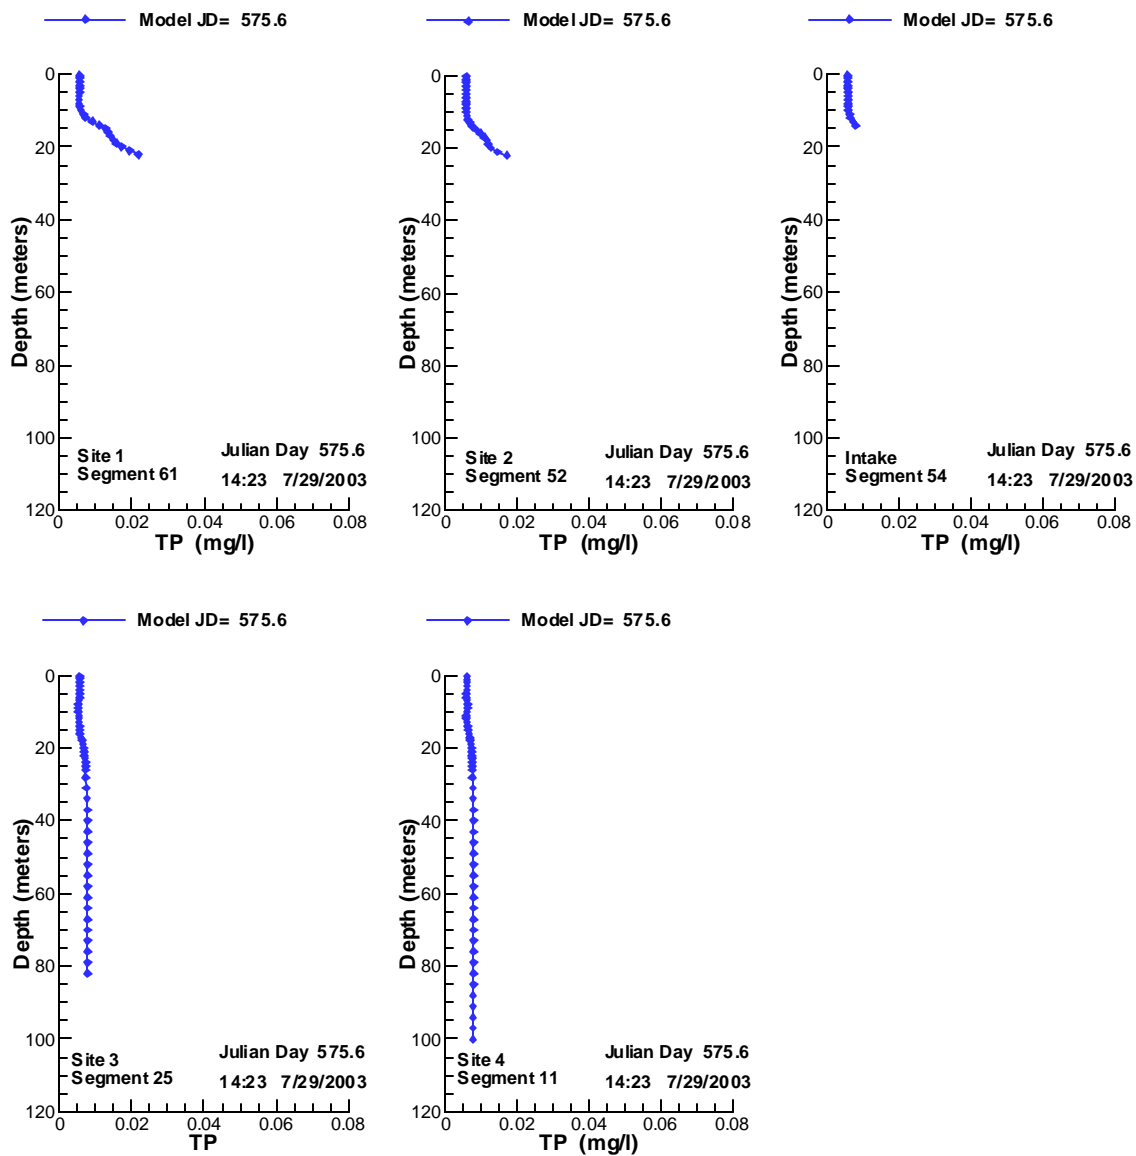 Model JD= 575.6
0
20
40
60
80
100
120
Depth (meters)
Site 1
Segment 61
Julian Day 575.6
14:23 7/29/2003
0 0.02 0.04 0.06 0.08
TP (mg/l)
Model JD= 575.6
0
20
40
60
80
100
120
Depth (meters)
Site 2
Segment 52
Julian Day 575.6
14:23 7/29/2003
0 0.02 0.04 0.06 0.08
TP (mg/l)
Model JD= 575.6
0
20
40
60
80
100
120
Depth (meters)
Intake
Segment 54
Julian Day 575.6
14:23 7/29/2003
0 0.02 0.04 0.06 0.08
TP (mg/l)
Model JD= 575.6
0
20
40
60
80
100
120
Depth (meters)
Site 3
Segment 25
Julian Day 575.6
14:23 7/29/2003
0 0.02 0.04 0.06 0.08
TP
Model JD= 575.6
0
20
40
60
80
100
120
Depth (meters)
Site 4
Segment 11
Julian Day 575.6
14:23 7/29/2003
0 0.02 0.04 0.06 0.08
TP (mg/l)